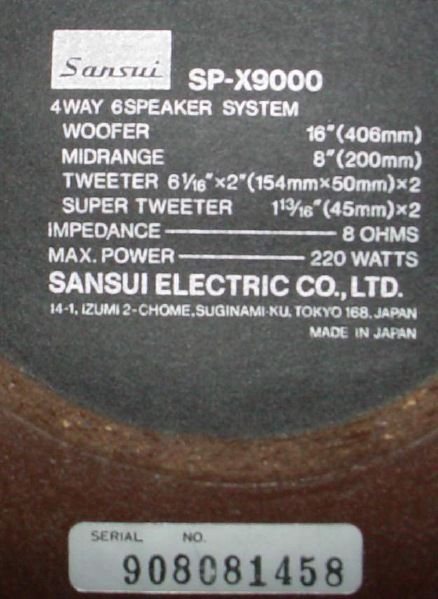 Sansui SP-X9000
4WAY 6SPEAKER SYSTEM
WOOFER 16"(406mm)
MIDRANGE 8"(200mm)
TWEETER 6 1/16"×2"(154mm×50mm)×2
SUPER TWEETER 1 13/16"(45mm)×2
IMPEDANCE 8 OHMS
MAX. POWER 220 WATTS
SANSUI ELECTRIC CO., LTD.
14-1, IZUMI 2-CHOME, SUGINAMI-KU, TOKYO 168, JAPAN
MADE IN JAPAN
SERIAL NO.
908081458